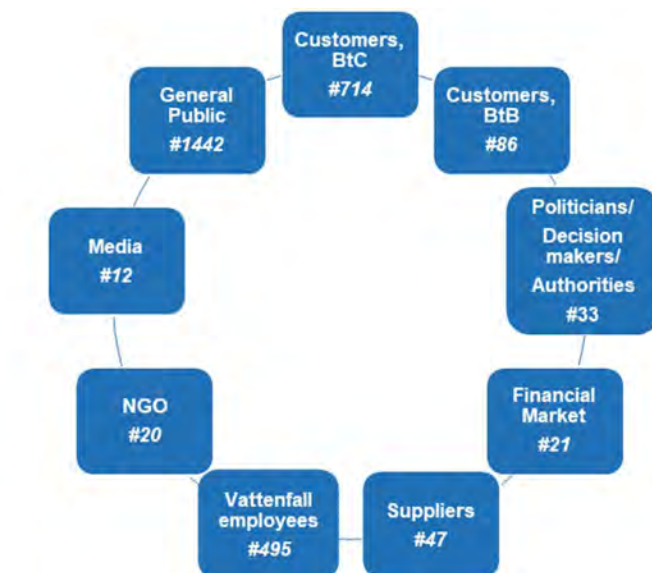 Customers,
BtC
#714
Customers,
BtB
#86
Politicians/
Decision
makers/
Authorities
#33
Financial
Market
#21
Suppliers
#47
Vattenfall
employees
#495
NGO
#20
Media
#12
General
Public
#1442